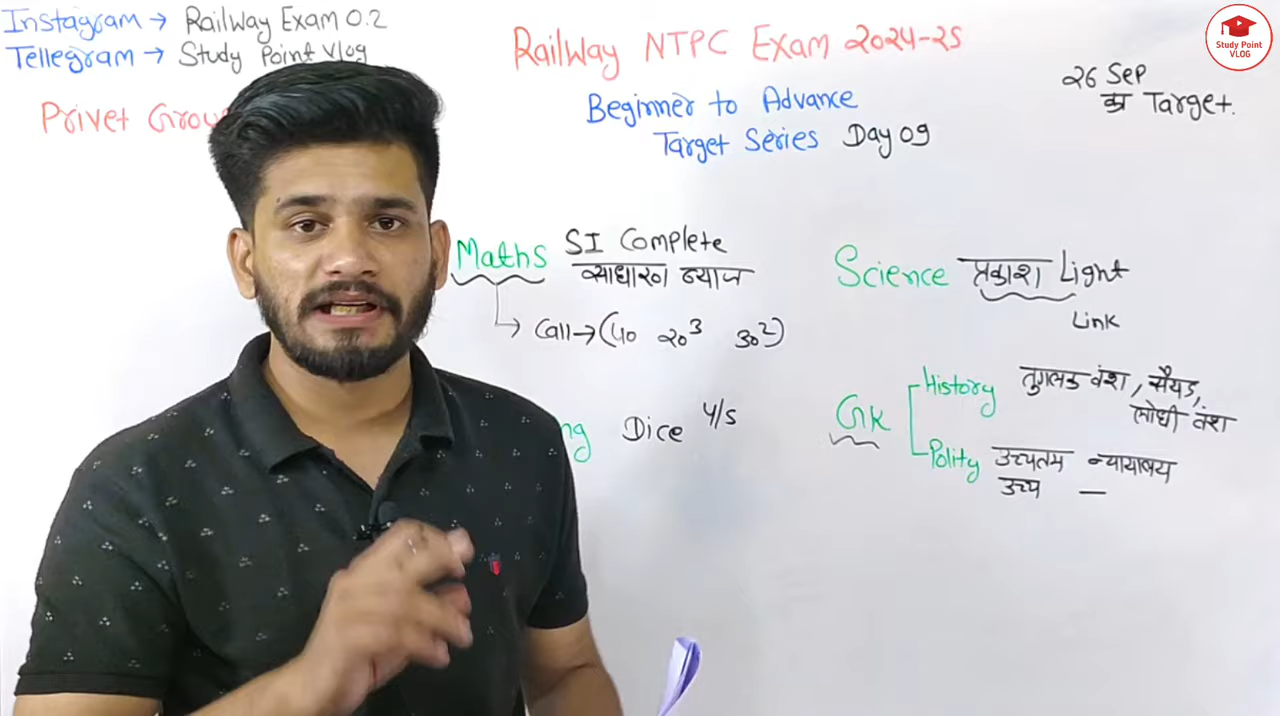 Instagram → Railway Exam 0.2
Tellegram → Study Point Vlog
Privet Grou
Railway NTPC Exam 2024-25
Beginner to Advance
Target Series Day 09
26 Sep
का Target.
Study Point
VLOG
Maths SI Complete
साधारण ब्याज
Call → ( 20³ 30²)
ng Dice 4/5
Science प्रकाश Light
Link
GK
History तुगलक वंश, सैयद,
लोधी वंश
Polity उच्चतम न्यायालय
उच्च —